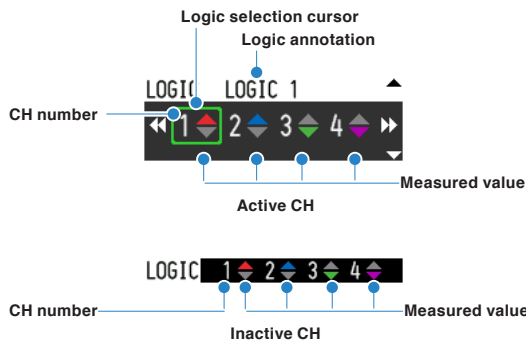 Logic selection cursor
Logic annotation
LOGIC LOGIC 1
CH number
1 2 3 4
Measured value
Active CH
LOGIC 1 2 3 4
CH number
Measured value
Inactive CH